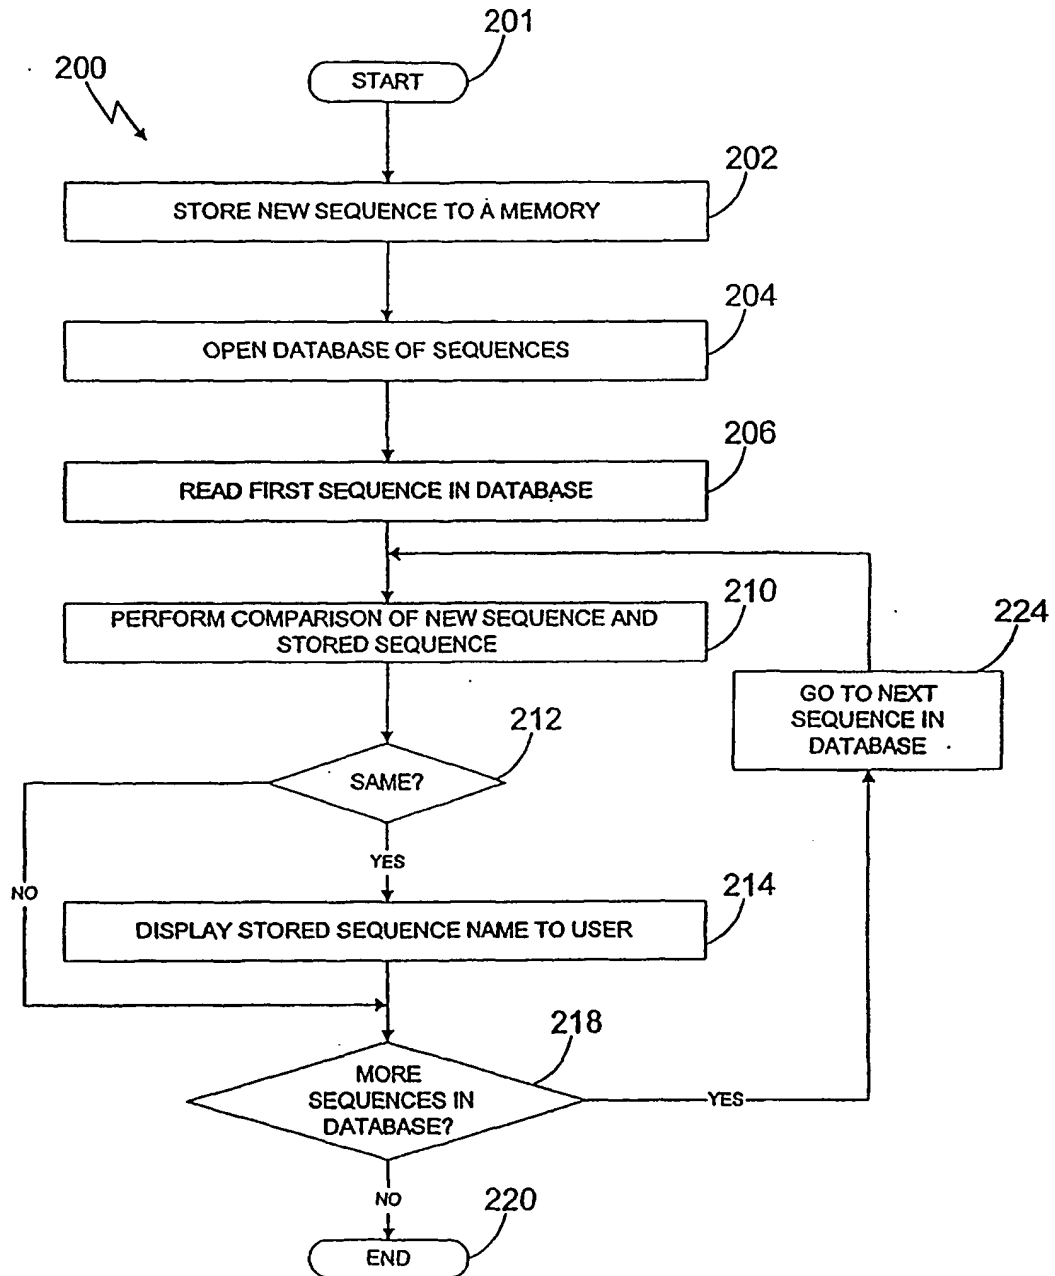 201
200
START
202
STORE NEW SEQUENCE TO A MEMORY
204
OPEN DATABASE OF SEQUENCES
206
READ FIRST SEQUENCE IN DATABASE
210
PERFORM COMPARISON OF NEW SEQUENCE AND
STORED SEQUENCE
224
GO TO NEXT
SEQUENCE IN
DATABASE
212
SAME?
YES
NO
214
DISPLAY STORED SEQUENCE NAME TO USER
218
MORE
SEQUENCES IN
DATABASE?
YES
NO
220
END